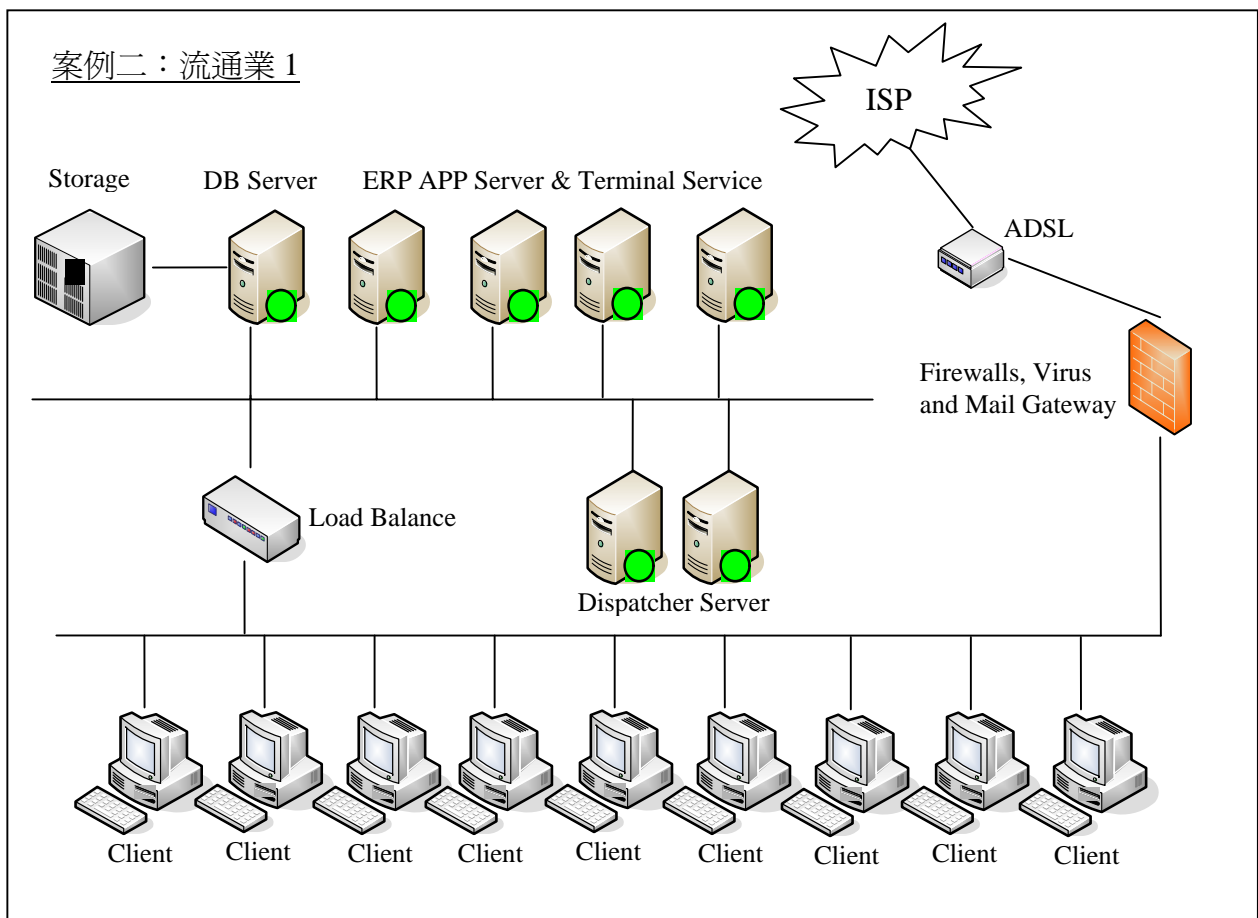 案例二：流通業 1
ISP
Storage
DB Server
ERP APP Server & Terminal Service
ADSL
Firewalls, Virus
and Mail Gateway
Load Balance
Dispatcher Server
Client
Client
Client
Client
Client
Client
Client
Client
Client